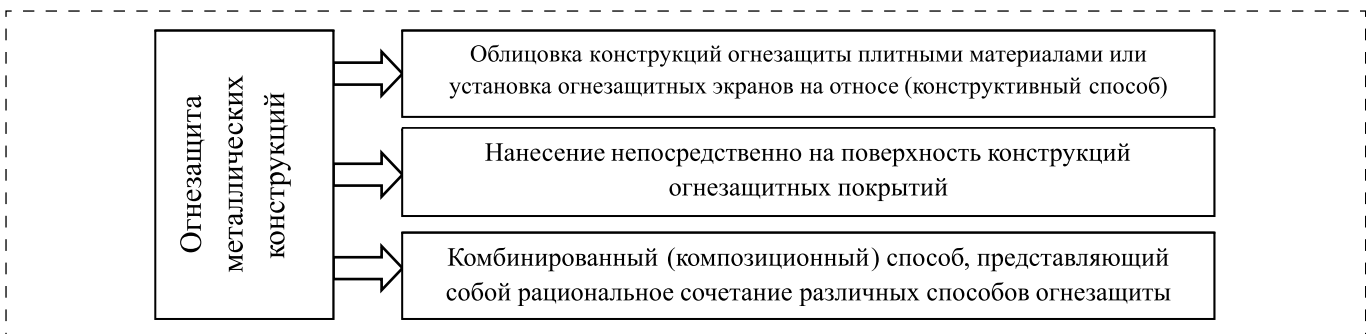 Огнезащита
металлических
конструкций
Облицовка конструкций огнезащиты плитными материалами или
установка огнезащитных экранов на относе (конструктивный способ)
Нанесение непосредственно на поверхность конструкций
огнезащитных покрытий
Комбинированный (композиционный) способ, представляющий
собой рациональное сочетание различных способов огнезащиты